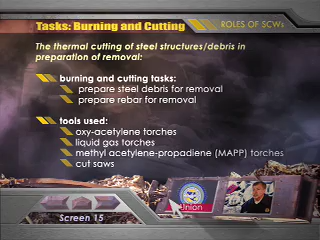 Tasks: Burning and Cutting
ROLES OF SCWs
The thermal cutting of steel structures/debris in
preparation of removal:
burning and cutting tasks:
prepare steel debris for removal
prepare rebar for removal
tools used:
oxy-acetylene torches
liquid gas torches
methyl acetylene-propadiene (MAPP) torches
cut saws
Union
Screen 15